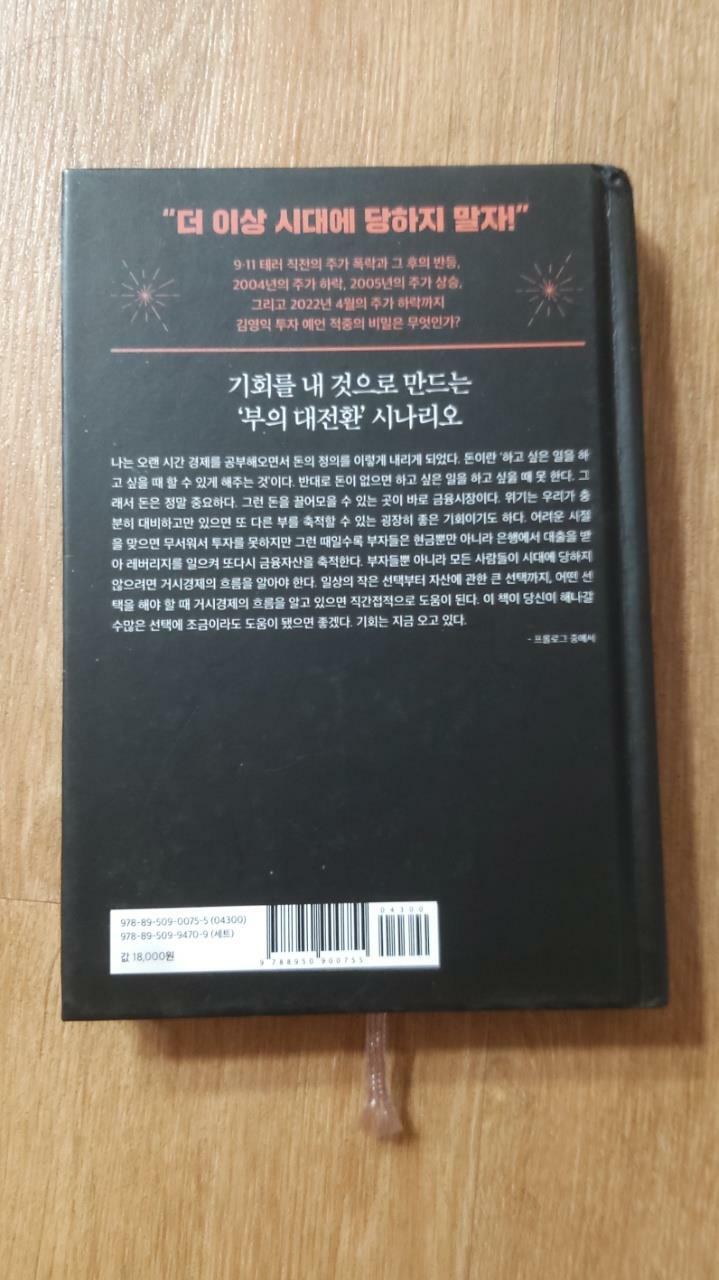 “더 이상 시대에 당하지 말자!”
9·11 테러 직전의 주가 폭락과 그 후의 반등,
2004년의 주가 하락, 2005년의 주가 상승,
그리고 2022년 4월의 주가 하락까지
김영익 투자 예언 적중의 비밀은 무엇인가?
기회를 내 것으로 만드는
‘부의 대전환’ 시나리오
나는 오랜 시간 경제를 공부해오면서 돈의 정의를 이렇게 내리게 되었다. 돈이란 ‘하고 싶은 일을 하
고 싶을 때 할 수 있게 해주는 것’이다. 반대로 돈이 없으면 하고 싶은 일을 하고 싶을 때 못 한다. 그
래서 돈은 정말 중요하다. 그런 돈을 끌어모을 수 있는 곳이 바로 금융시장이다. 위기는 우리가 충
분히 대비하고만 있으면 또 다른 부를 축적할 수 있는 굉장히 좋은 기회이기도 하다. 어려운 시절
을 맞으면 무서워서 투자를 못하지만 그런 때일수록 부자들은 현금뿐만 아니라 은행에서 대출을 받
아 레버리지를 일으켜 또다시 금융자산을 축적한다. 부자들뿐 아니라 모든 사람들이 시대에 당하지
않으려면 거시경제의 흐름을 알아야 한다. 일상의 작은 선택부터 자산에 관한 큰 선택까지, 어떤 선
택을 해야 할 때 거시경제의 흐름을 알고 있으면 직간접적으로 도움이 된다. 이 책이 당신이 해나갈
수많은 선택에 조금이라도 도움이 됐으면 좋겠다. 기회는 지금 오고 있다.
- 프롤로그 중에서
978-89-509-0075-5 (04300)
978-89-509-9470-9 (세트)
값 18,000원
04300
9 788950 900755